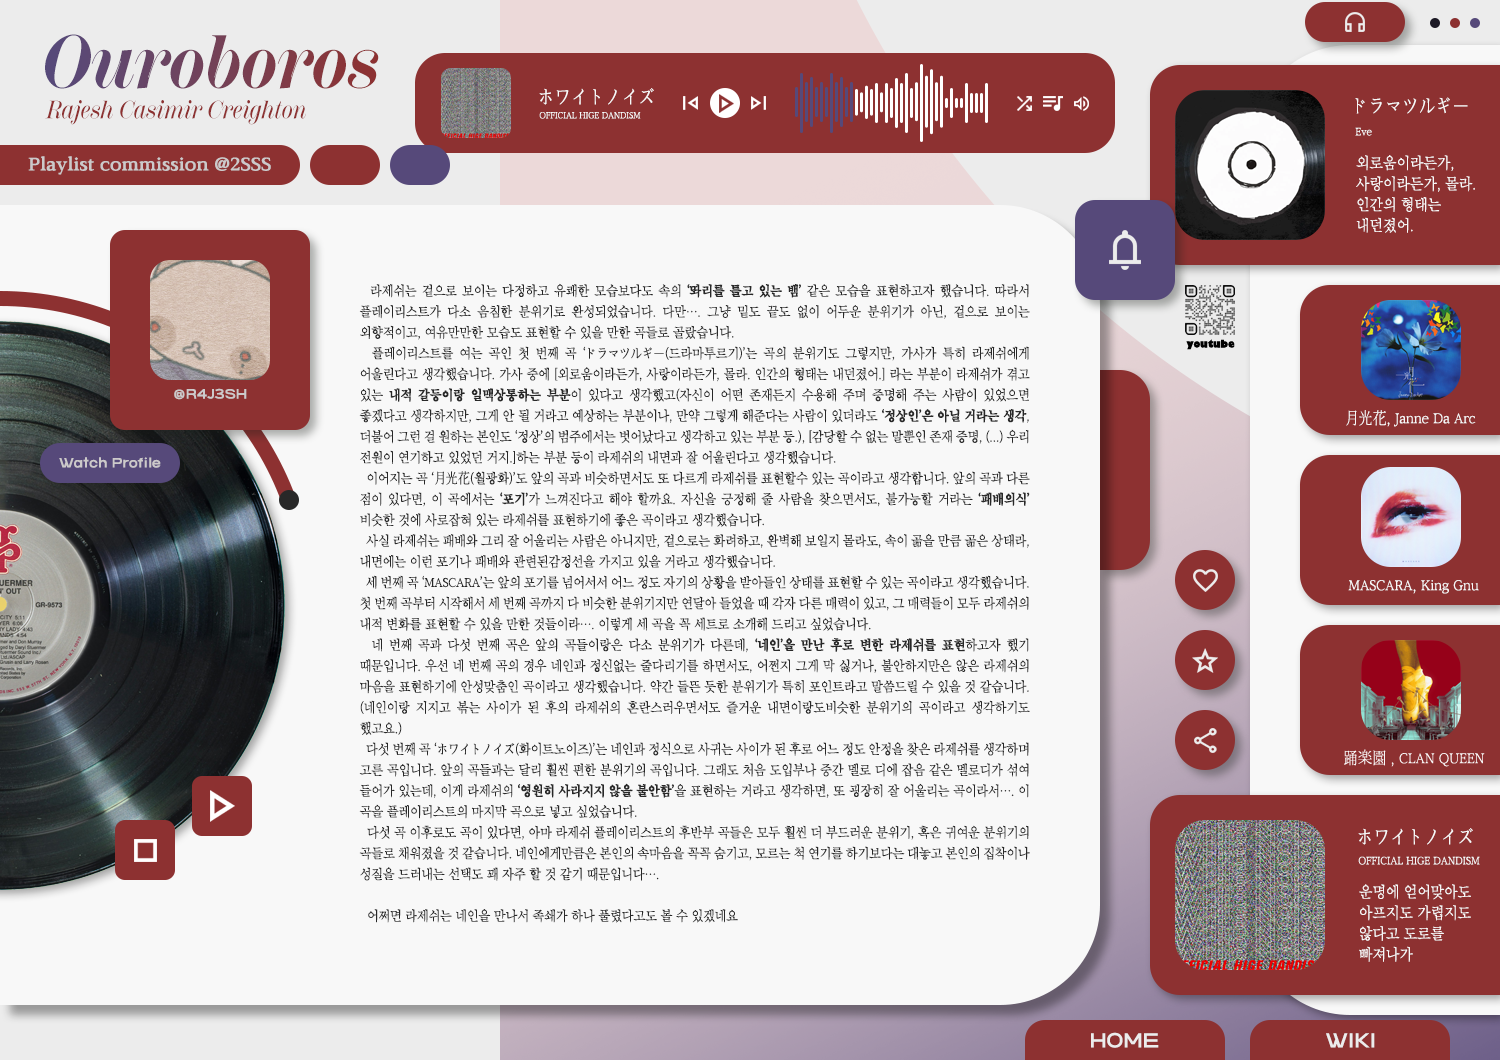 Ouroboros
Rajesh Casimir Creighton
Playlist commission @2SSS
ホワイトノイズ
OFFICIAL HIGE DANDISM
ドラマツルギー
Eve
외로움이라든가,
사랑이라든가, 몰라.
인간의 형태는
내던졌어.
@R4J3SH
Watch Profile
라제쉬는 겉으로 보이는 다정하고 유쾌한 모습보다도 속의 '똬리를 틀고 있는 뱀' 같은 모습을 표현하고자 했습니다. 따라서
플레이리스트가 다소 음침한 분위기로 완성되었습니다. 다만…. 그냥 밑도 끝도 없이 어두운 분위기가 아닌, 겉으로 보이는
외향적이고, 여유만만한 모습도 표현할 수 있을 만한 곡들로 골랐습니다.
플레이리스트를 여는 곡인 첫 번째 곡 'ドラマツルギー(드라마투르기)'는 곡의 분위기도 그렇지만, 가사가 특히 라제쉬에게
어울린다고 생각했습니다. 가사 중에 [외로움이라든가, 사랑이라든가, 몰라. 인간의 형태는 내던졌어.] 라는 부분이 라제쉬가 겪고
있는 내적 갈등이랑 일맥상통하는 부분이 있다고 생각했고(자신이 어떤 존재든지 수용해 주며 증명해 주는 사람이 있었으면
좋겠다고 생각하지만, 그게 안 될 거라고 예상하는 부분이나, 만약 그렇게 해준다는 사람이 있더라도 '정상인'은 아닐 거라는 생각,
더불어 그런 걸 원하는 본인도 '정상'의 범주에서는 벗어났다고 생각하고 있는 부분 등.), [감당할 수 없는 말뿐인 존재 증명, (...) 우리
전원이 연기하고 있었던 거지.]하는 부분 등이 라제쉬의 내면과 잘 어울린다고 생각했습니다.
이어지는 곡 '月光花(월광화)'도 앞의 곡과 비슷하면서도 또 다르게 라제쉬를 표현할수 있는 곡이라고 생각합니다. 앞의 곡과 다른
점이 있다면, 이 곡에서는 '포기'가 느껴진다고 해야 할까요. 자신을 긍정해 줄 사람을 찾으면서도, 불가능할 거라는 '패배의식'
비슷한 것에 사로잡혀 있는 라제쉬를 표현하기에 좋은 곡이라고 생각했습니다.
사실 라제쉬는 패배와 그리 잘 어울리는 사람은 아니지만, 겉으로는 화려하고, 완벽해 보일지 몰라도, 속이 곪을 만큼 곪은 상태라,
내면에는 이런 포기나 패배와 관련된감정선을 가지고 있을 거라고 생각했습니다.
세 번째 곡 'MASCARA'는 앞의 포기를 넘어서서 어느 정도 자기의 상황을 받아들인 상태를 표현할 수 있는 곡이라고 생각했습니다.
첫 번째 곡부터 시작해서 세 번째 곡까지 다 비슷한 분위기지만 연달아 들었을 때 각자 다른 매력이 있고, 그 매력들이 모두 라제쉬의
내적 변화를 표현할 수 있을 만한 것들이라…. 이렇게 세 곡을 꼭 세트로 소개해 드리고 싶었습니다.
네 번째 곡과 다섯 번째 곡은 앞의 곡들이랑은 다소 분위기가 다른데, '네인'을 만난 후로 변한 라제쉬를 표현하고자 했기
때문입니다. 우선 네 번째 곡의 경우 네인과 정신없는 줄다리기를 하면서도, 어쩐지 그게 막 싫거나, 불안하지만은 않은 라제쉬의
마음을 표현하기에 안성맞춤인 곡이라고 생각했습니다. 약간 들뜬 듯한 분위기가 특히 포인트라고 말씀드릴 수 있을 것 같습니다.
(네인이랑 지지고 볶는 사이가 된 후의 라제쉬의 혼란스러우면서도 즐거운 내면이랑도비슷한 분위기의 곡이라고 생각하기도
했고요.)
다섯 번째 곡 'ホワイトノイズ(화이트노이즈)'는 네인과 정식으로 사귀는 사이가 된 후로 어느 정도 안정을 찾은 라제쉬를 생각하며
고른 곡입니다. 앞의 곡들과는 달리 훨씬 편한 분위기의 곡입니다. 그래도 처음 도입부나 중간 멜로 디에 잡음 같은 멜로디가 섞여
들어가 있는데, 이게 라제쉬의 '영원히 사라지지 않을 불안함'을 표현하는 거라고 생각하면, 또 굉장히 잘 어울리는 곡이라서…. 이
곡을 플레이리스트의 마지막 곡으로 넣고 싶었습니다.
다섯 곡 이후로도 곡이 있다면, 아마 라제쉬 플레이리스트의 후반부 곡들은 모두 훨씬 더 부드러운 분위기, 혹은 귀여운 분위기의
곡들로 채워졌을 것 같습니다. 네인에게만큼은 본인의 속마음을 꼭꼭 숨기고, 모르는 척 연기를 하기보다는 대놓고 본인의 집착이나
성질을 드러내는 선택도 꽤 자주 할 것 같기 때문입니다….
어쩌면 라제쉬는 네인을 만나서 족쇄가 하나 풀렸다고도 볼 수 있겠네요
youtube
月光花, Janne Da Arc
MASCARA, King Gnu
踊楽園 , CLAN QUEEN
ホワイトノイズ
OFFICIAL HIGE DANDISM
운명에 얻어맞아도
아프지도 가렵지도
않다고 도로를
빠져나가
GR-9573
HOME
WIKI